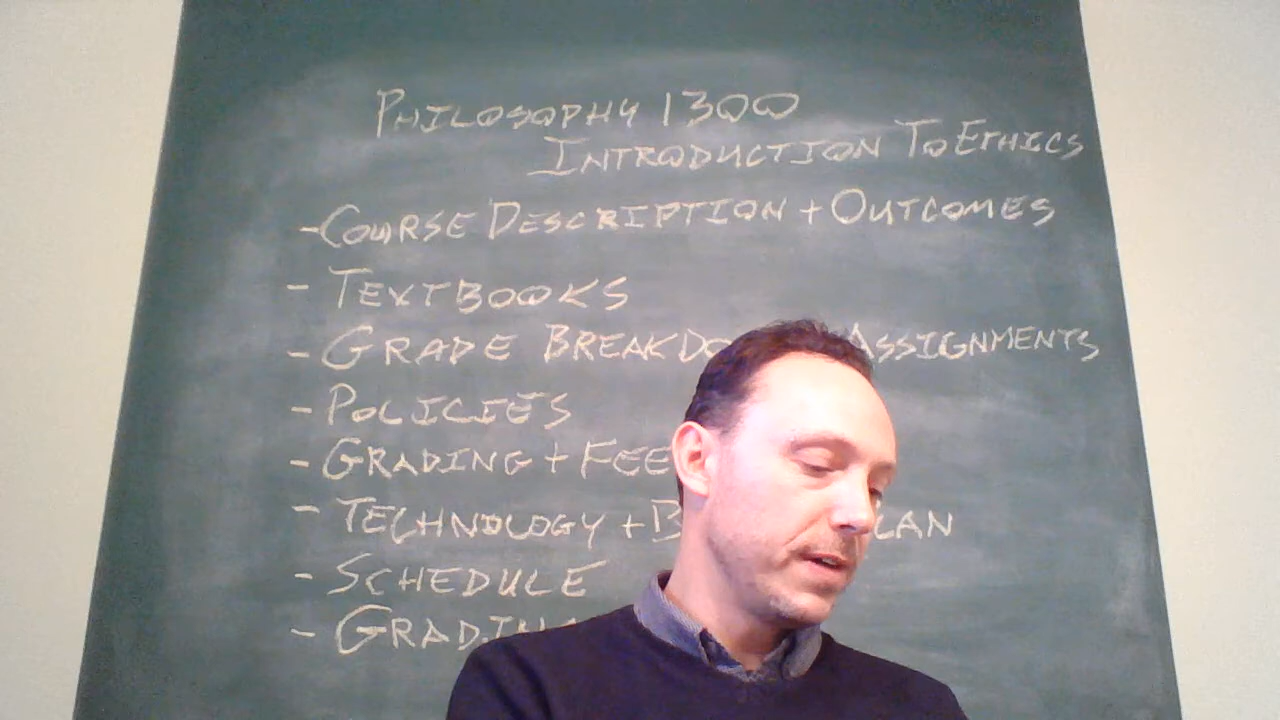 PHILOSOPHY 1300
INTRODUCTION TO ETHICS
- COURSE DESCRIPTION + OUTCOMES
- TEXTBOOKS
- GRADE ASSIGNMENTS
- POLICIES
- GRADING +
- TECHNOLOGY +
- SCHEDULE
-